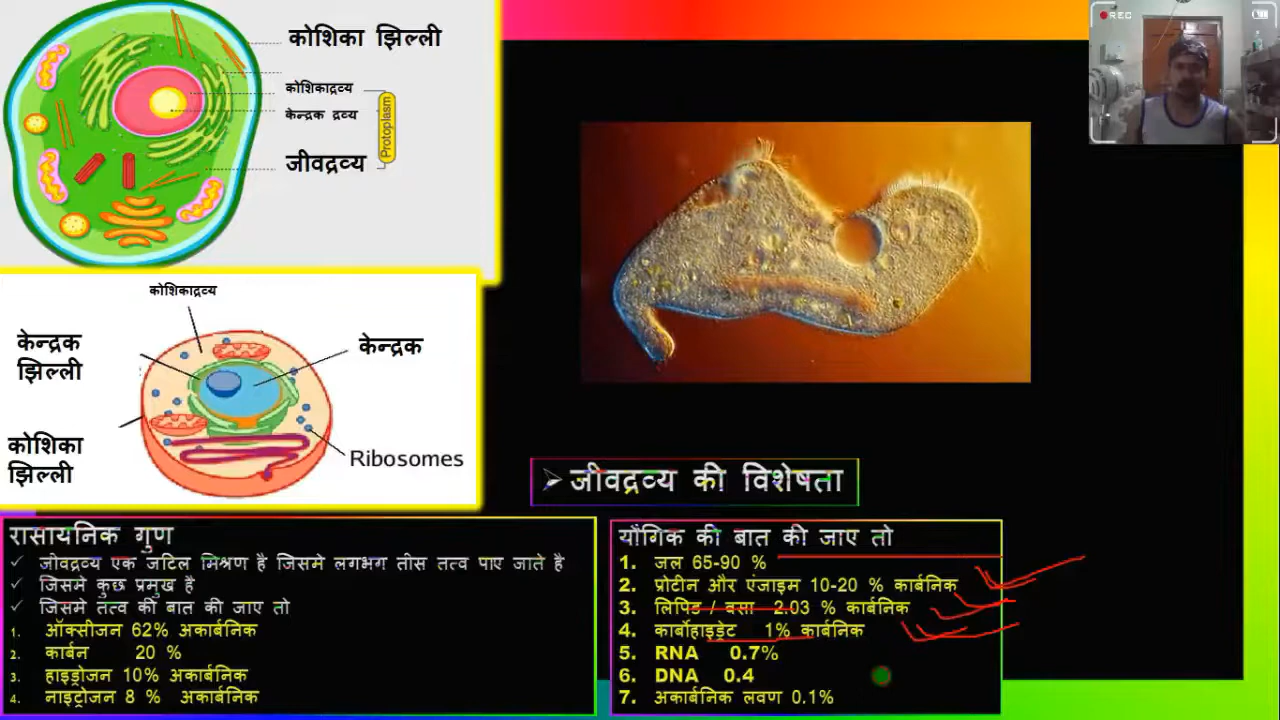 कोशिका झिल्ली
कोशिकाद्रव्य
केन्द्रक द्रव्य
Protoplasm
जीवद्रव्य
REC
कोशिकाद्रव्य
केन्द्रक
झिल्ली
केन्द्रक
कोशिका
झिल्ली
Ribosomes
➢ जीवद्रव्य की विशेषता
रासायनिक गुण
✓ जीवद्रव्य एक जटिल मिश्रण है जिसमे लगभग तीस तत्व पाए जाते है
✓ जिसमे कुछ प्रमुख है
✓ जिसमे तत्व की बात की जाए तो
1. ऑक्सीजन 62% अकार्बनिक
2. कार्बन 20 %
3. हाइड्रोजन 10% अकार्बनिक
4. नाइट्रोजन 8 % अकार्बनिक
यौगिक की बात की जाए तो
1. जल 65-90 %
2. प्रोटीन और एंजाइम 10-20 % कार्बनिक
3. लिपिड / वसा 2.03 % कार्बनिक
4. कार्बोहाइड्रेट 1% कार्बनिक
5. RNA 0.7%
6. DNA 0.4
7. अकार्बनिक लवण 0.1%